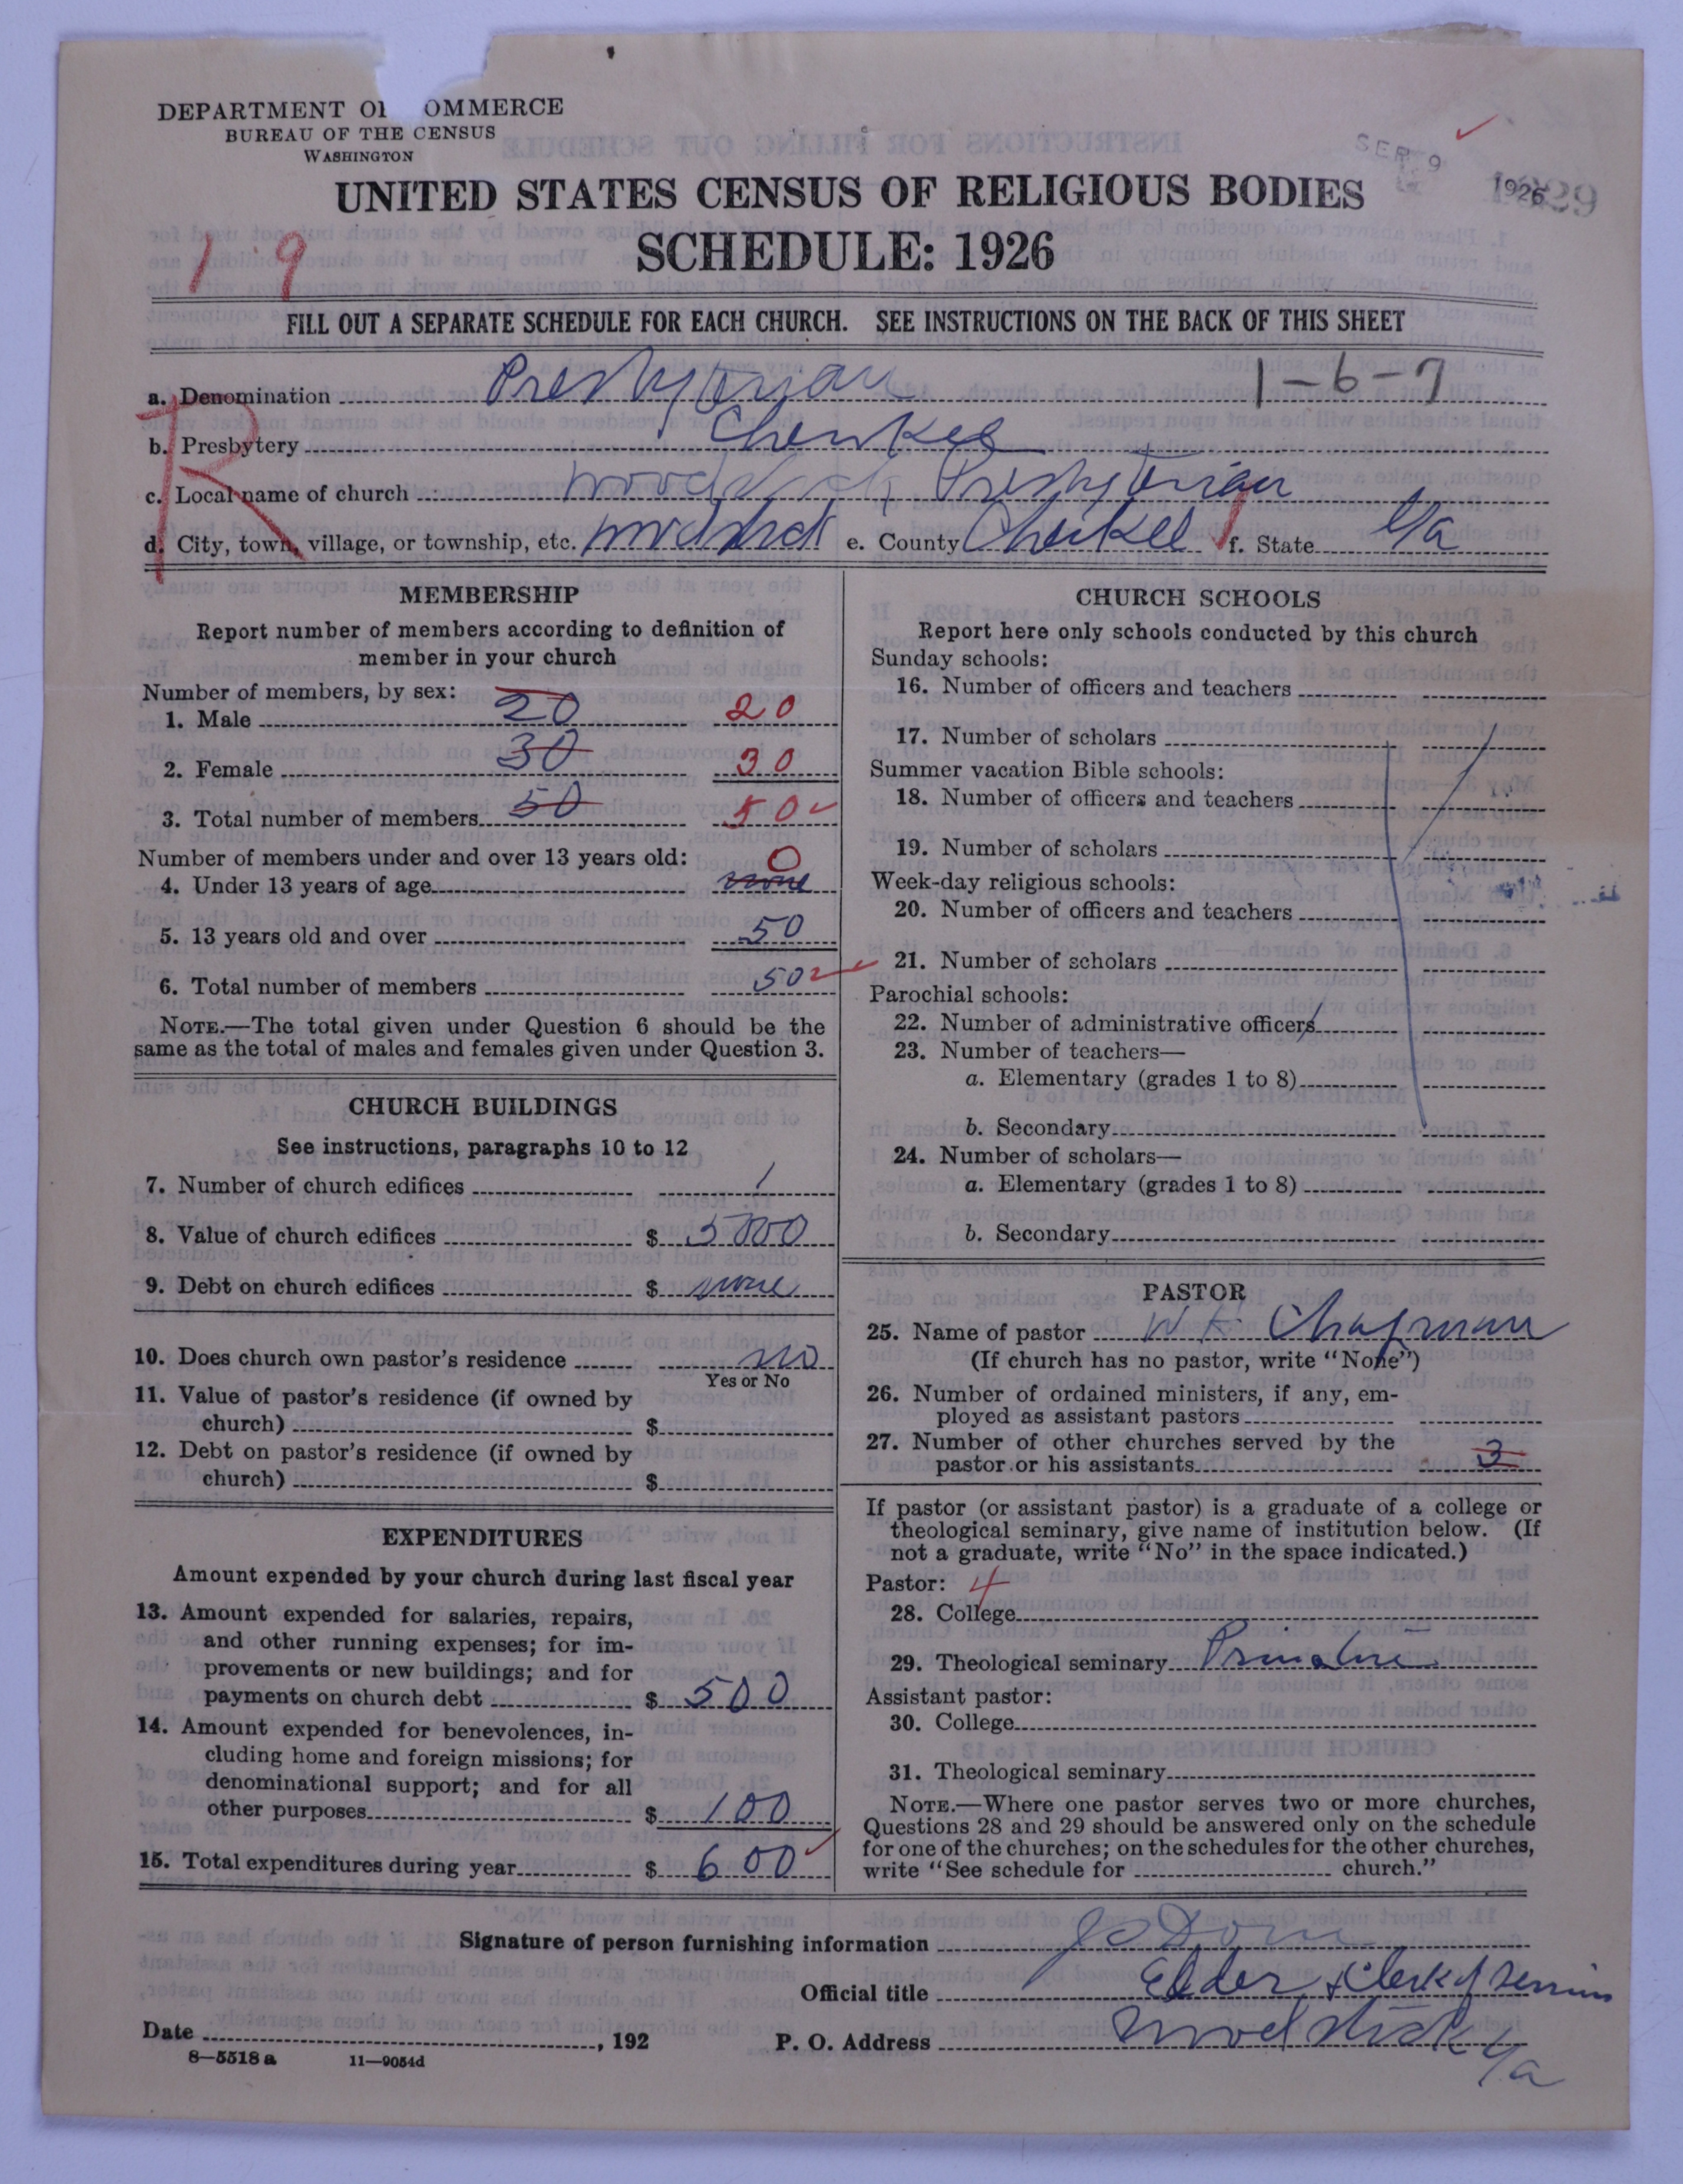 DEPARTMENT OF COMMERCE
BUREAU OF THE CENSUS
WASHINGTON
SEP 9 1926
UNITED STATES CENSUS OF RELIGIOUS BODIES
SCHEDULE: 1926
1 9
FILL OUT A SEPARATE SCHEDULE FOR EACH CHURCH. SEE INSTRUCTIONS ON THE BACK OF THIS SHEET
a. Denomination Presbyterian 1-6-7
b. Presbytery Cherokee
c. Local name of church Woodstock Presbyterian
d. City, town, village, or township, etc. Woodstock e. County Cherokee f. State Ga
R
MEMBERSHIP
Report number of members according to definition of
member in your church
Number of members, by sex:
1. Male 20 20
2. Female 30 30
3. Total number of members 50 50
Number of members under and over 13 years old: 0
4. Under 13 years of age none
5. 13 years old and over 50
6. Total number of members 50
NOTE.—The total given under Question 6 should be the
same as the total of males and females given under Question 3.
CHURCH BUILDINGS
See instructions, paragraphs 10 to 12
7. Number of church edifices 1
8. Value of church edifices $ 5000
9. Debt on church edifices $ none
10. Does church own pastor's residence no
Yes or No
11. Value of pastor's residence (if owned by
church) $
12. Debt on pastor's residence (if owned by
church) $
EXPENDITURES
Amount expended by your church during last fiscal year
13. Amount expended for salaries, repairs,
and other running expenses; for im-
provements or new buildings; and for
payments on church debt $ 500
14. Amount expended for benevolences, in-
cluding home and foreign missions; for
denominational support; and for all
other purposes $ 100
15. Total expenditures during year $ 600
CHURCH SCHOOLS
Report here only schools conducted by this church
Sunday schools:
16. Number of officers and teachers
17. Number of scholars
Summer vacation Bible schools:
18. Number of officers and teachers
19. Number of scholars
Week-day religious schools:
20. Number of officers and teachers
21. Number of scholars
Parochial schools:
22. Number of administrative officers
23. Number of teachers—
a. Elementary (grades 1 to 8)
b. Secondary
24. Number of scholars—
a. Elementary (grades 1 to 8)
b. Secondary
PASTOR
25. Name of pastor Chapman
(If church has no pastor, write "None")
26. Number of ordained ministers, if any, em-
ployed as assistant pastors
27. Number of other churches served by the
pastor or his assistants 3
If pastor (or assistant pastor) is a graduate of a college or
theological seminary, give name of institution below. (If
not a graduate, write "No" in the space indicated.)
Pastor: 4
28. College
29. Theological seminary
Assistant pastor:
30. College
31. Theological seminary
NOTE.—Where one pastor serves two or more churches,
Questions 28 and 29 should be answered only on the schedule
for one of the churches; on the schedules for the other churches,
write "See schedule for church."
Signature of person furnishing information
Official title Elder & Clerk of Session
Date , 192 P. O. Address Woodstock Ga
8—5518 a 11—9054d